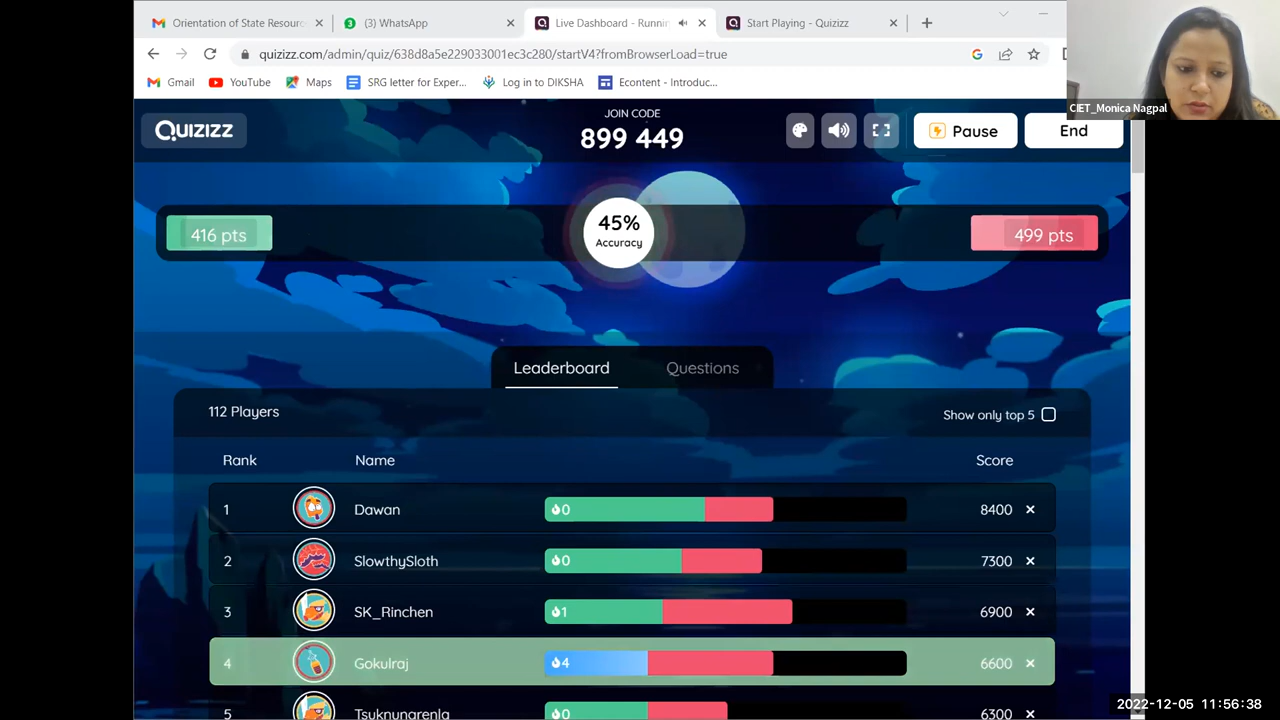 Orientation of State Resourc
(3) WhatsApp
Live Dashboard - Runnin
Start Playing - Quizizz
quizizz.com/admin/quiz/638d8a5e229033001ec3c280/startV4?fromBrowserLoad=true
Gmail
YouTube
Maps
SRG letter for Exper...
Log in to DIKSHA
Econtent - Introduc...
CIET_Monica Nagpal
QUIZIZZ
JOIN CODE
899 449
Pause
End
416 pts
45%
Accuracy
499 pts
Leaderboard
Questions
112 Players
Show only top 5
Rank
Name
Score
1 Dawan 0 8400
2 SlowthySloth 0 7300
3 SK_Rinchen 1 6900
4 Gokulraj 4 6600
5 Tsuknungrenla 0 6300
2022-12-05 11:56:38